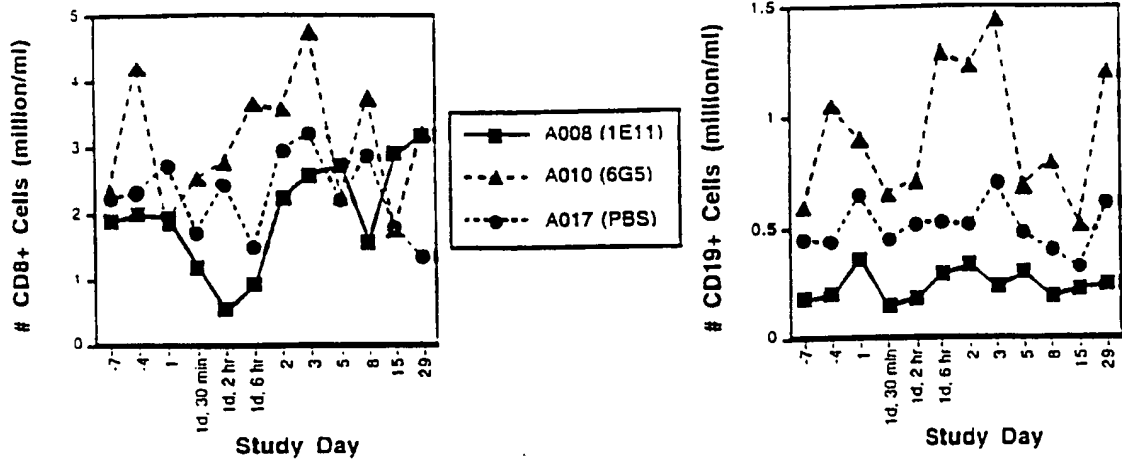 # CD8+ Cells (million/ml)
5
4
3
2
1
0
-7
-4
1
1d, 30 min
1d, 2 hr
1d, 6 hr
2
3
5
8
15
29
Study Day
A008 (1E11)
A010 (6G5)
A017 (PBS)
# CD19+ Cells (million/ml)
1.5
1
0.5
0
-7
-4
1
1d, 30 min
1d, 2 hr
1d, 6 hr
2
3
5
8
15
29
Study Day